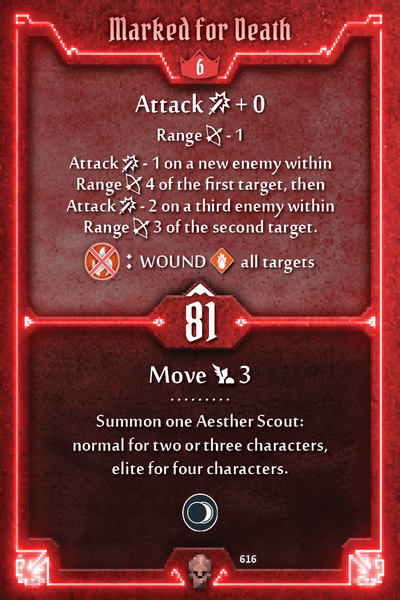 Marked for Death
6
Attack + 0
Range - 1
Attack - 1 on a new enemy within
Range 4 of the first target, then
Attack - 2 on a third enemy within
Range 3 of the second target.
: WOUND all targets
81
Move 3
Summon one Aesther Scout:
normal for two or three characters,
elite for four characters.
616